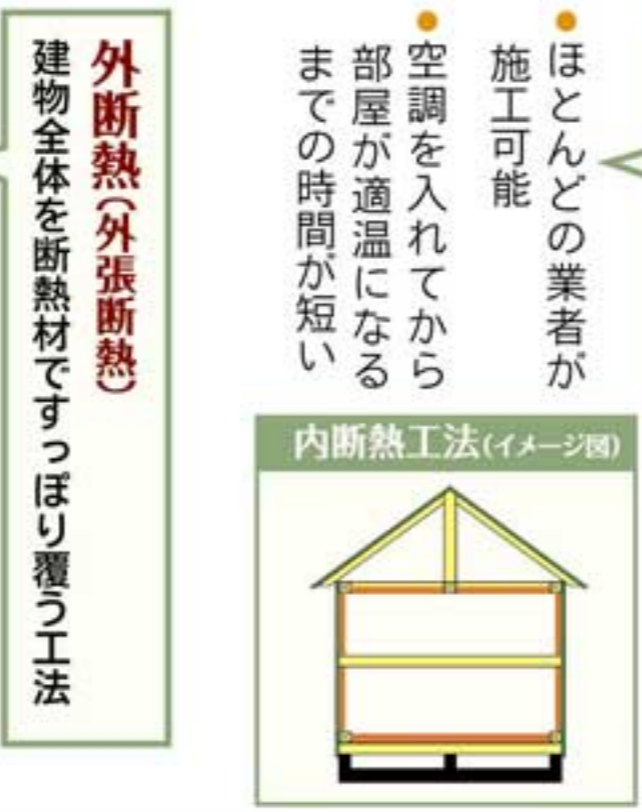 ほとんどの業者が
施工可能
空調を入れてから
部屋が適温になる
までの時間が短い
内断熱工法(イメージ図)
外断熱(外張断熱)
建物全体を断熱材ですっぽり覆う工法